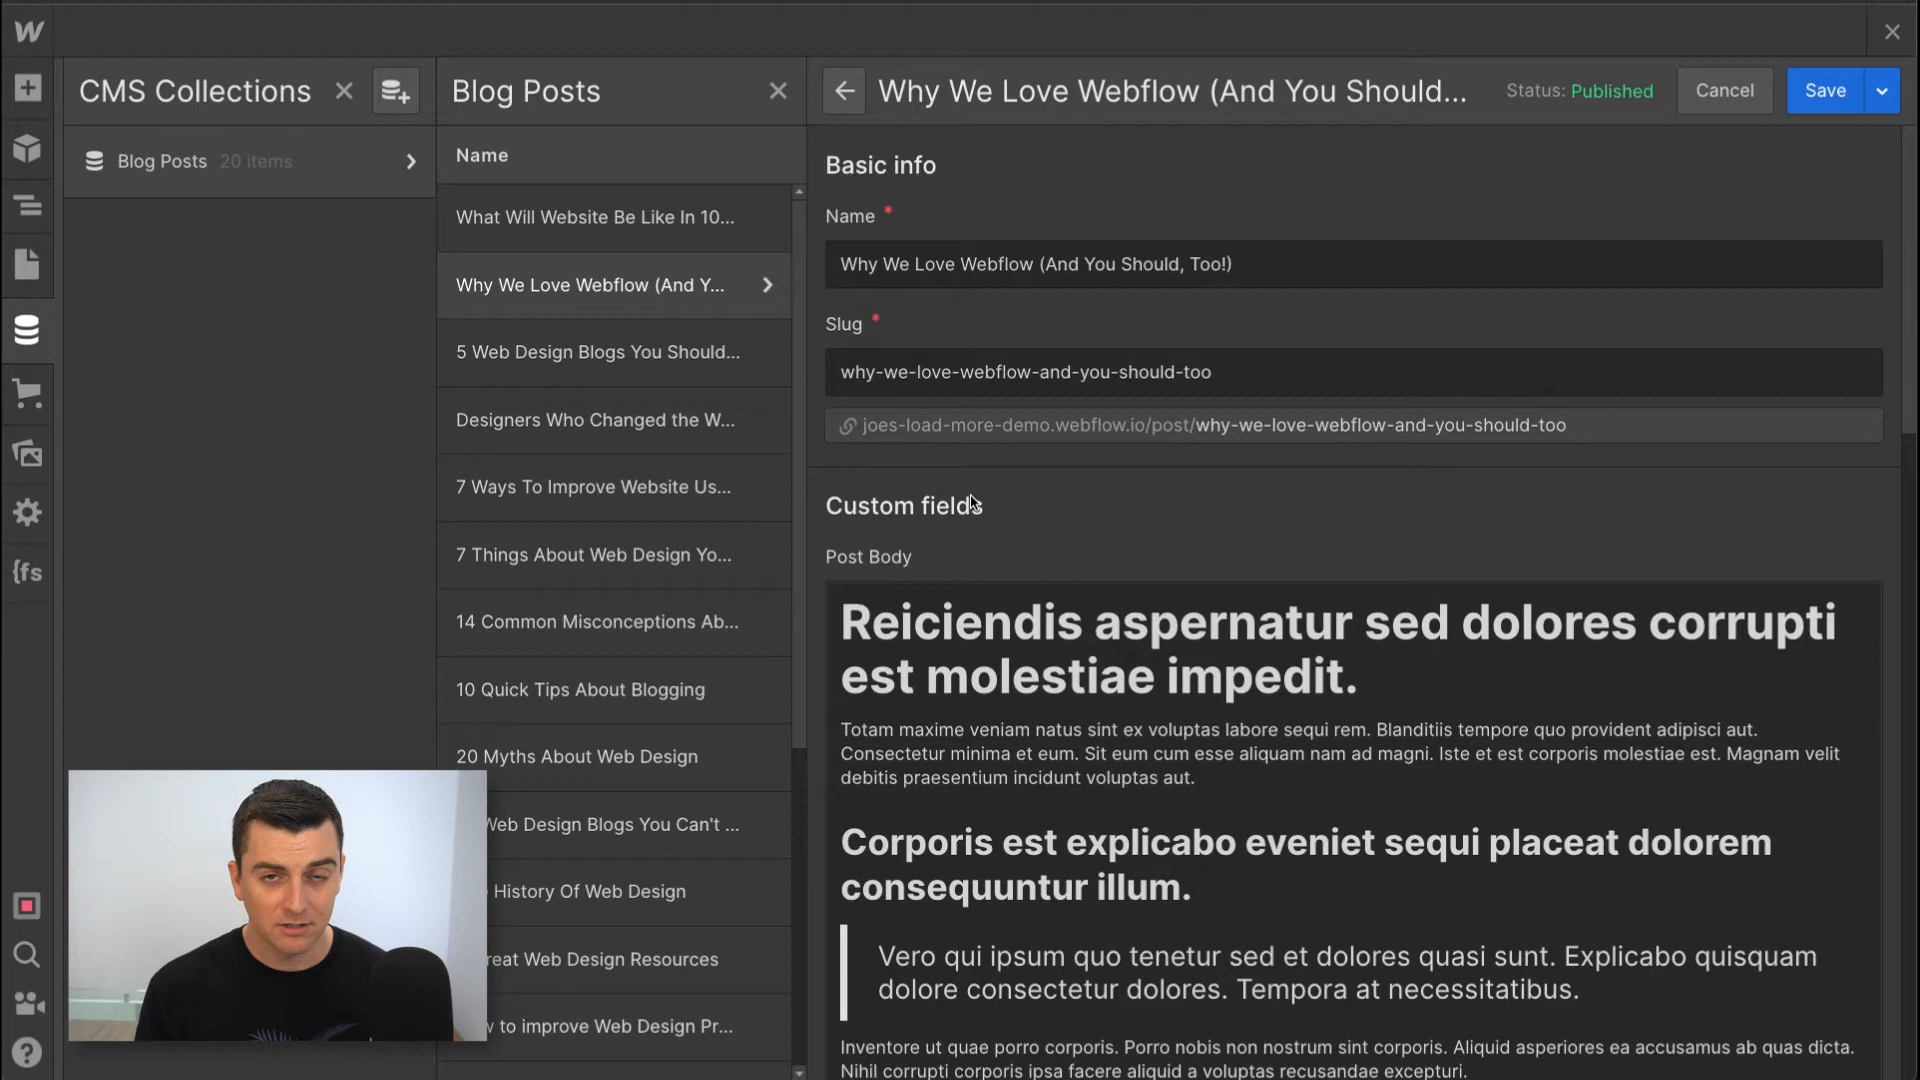 CMS Collections
Blog Posts 20 items
Blog Posts
Name
What Will Website Be Like In 10...
Why We Love Webflow (And Y...
5 Web Design Blogs You Should...
Designers Who Changed the W...
7 Ways To Improve Website Us...
7 Things About Web Design Yo...
14 Common Misconceptions Ab...
10 Quick Tips About Blogging
20 Myths About Web Design
Web Design Blogs You Can't ...
History Of Web Design
Web Design Resources
to improve Web Design Pr...
Why We Love Webflow (And You Should...
Status: Published
Cancel
Save
Basic info
Name *
Why We Love Webflow (And You Should, Too!)
Slug *
why-we-love-webflow-and-you-should-too
joes-load-more-demo.webflow.io/post/why-we-love-webflow-and-you-should-too
Custom fields
Post Body
Reiciendis aspernatur sed dolores corrupti
est molestiae impedit.
Totam maxime veniam natus sint ex voluptas labore sequi rem. Blanditiis tempore quo provident adipisci aut.
Consectetur minima et eum. Sit eum cum esse aliquam nam ad magni. Iste et est corporis molestiae est. Magnam velit
debitis praesentium incidunt voluptas aut.
Corporis est explicabo eveniet sequi placeat dolorem
consequuntur illum.
Vero qui ipsum quo tenetur sed et dolores quasi sunt. Explicabo quisquam
dolore consectetur dolores. Tempora at necessitatibus.
Inventore ut quae porro corporis. Porro nobis non nostrum sint corporis. Aliquid asperiores ea accusamus ab quas dicta.
Nihil corrupti corporis ipsa facere aliquid a voluptas recusandae excepturi.
{fs